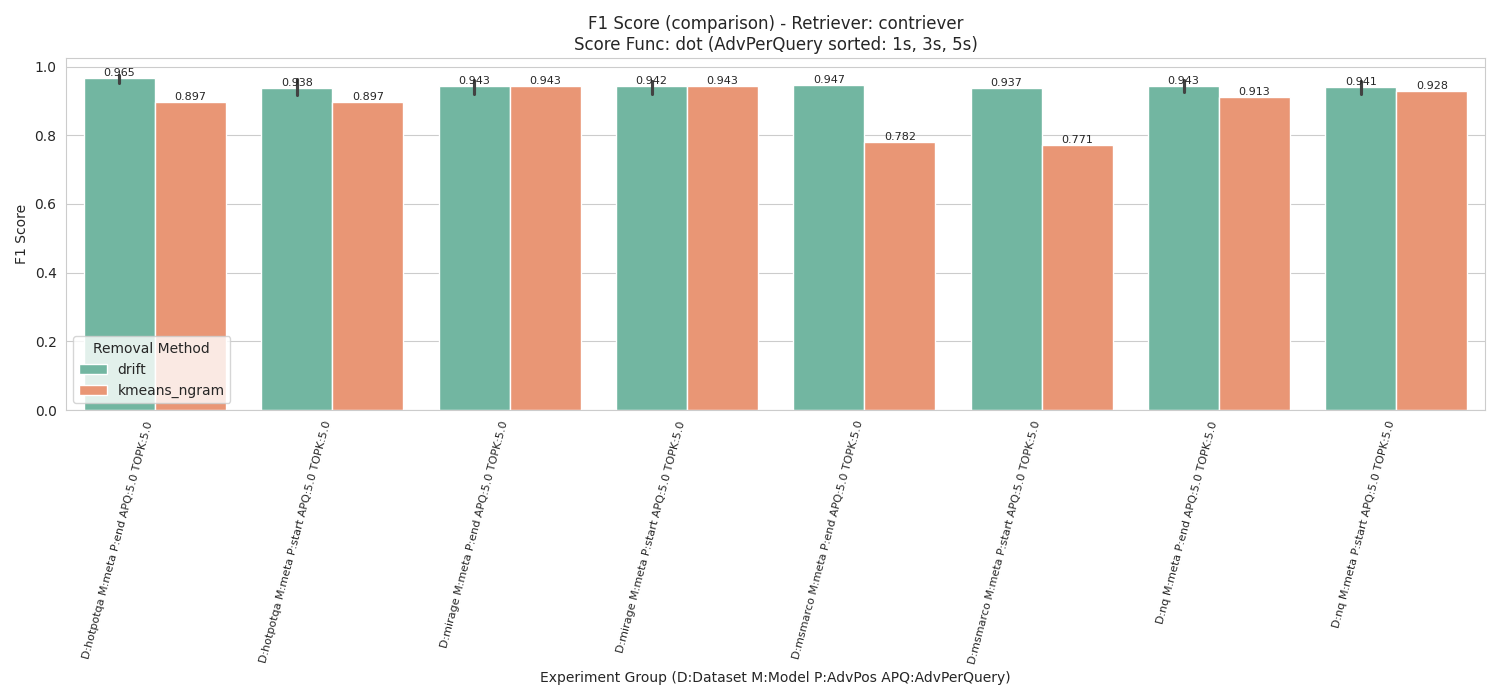 F1 Score (comparison) - Retriever: contriever
Score Func: dot (AdvPerQuery sorted: 1s, 3s, 5s)
F1 Score
1.0
0.8
0.6
0.4
0.2
0.0
0.965
0.897
0.938
0.897
0.943
0.943
0.942
0.943
0.947
0.782
0.937
0.771
0.943
0.913
0.941
0.928
Removal Method
drift
kmeans_ngram
D:hotpotqa M:meta P:end APQ:5.0 TOPK:5.0
D:hotpotqa M:meta P:start APQ:5.0 TOPK:5.0
D:mirage M:meta P:end APQ:5.0 TOPK:5.0
D:mirage M:meta P:start APQ:5.0 TOPK:5.0
D:msmarco M:meta P:end APQ:5.0 TOPK:5.0
D:msmarco M:meta P:start APQ:5.0 TOPK:5.0
D:nq M:meta P:end APQ:5.0 TOPK:5.0
D:nq M:meta P:start APQ:5.0 TOPK:5.0
Experiment Group (D:Dataset M:Model P:AdvPos APQ:AdvPerQuery)